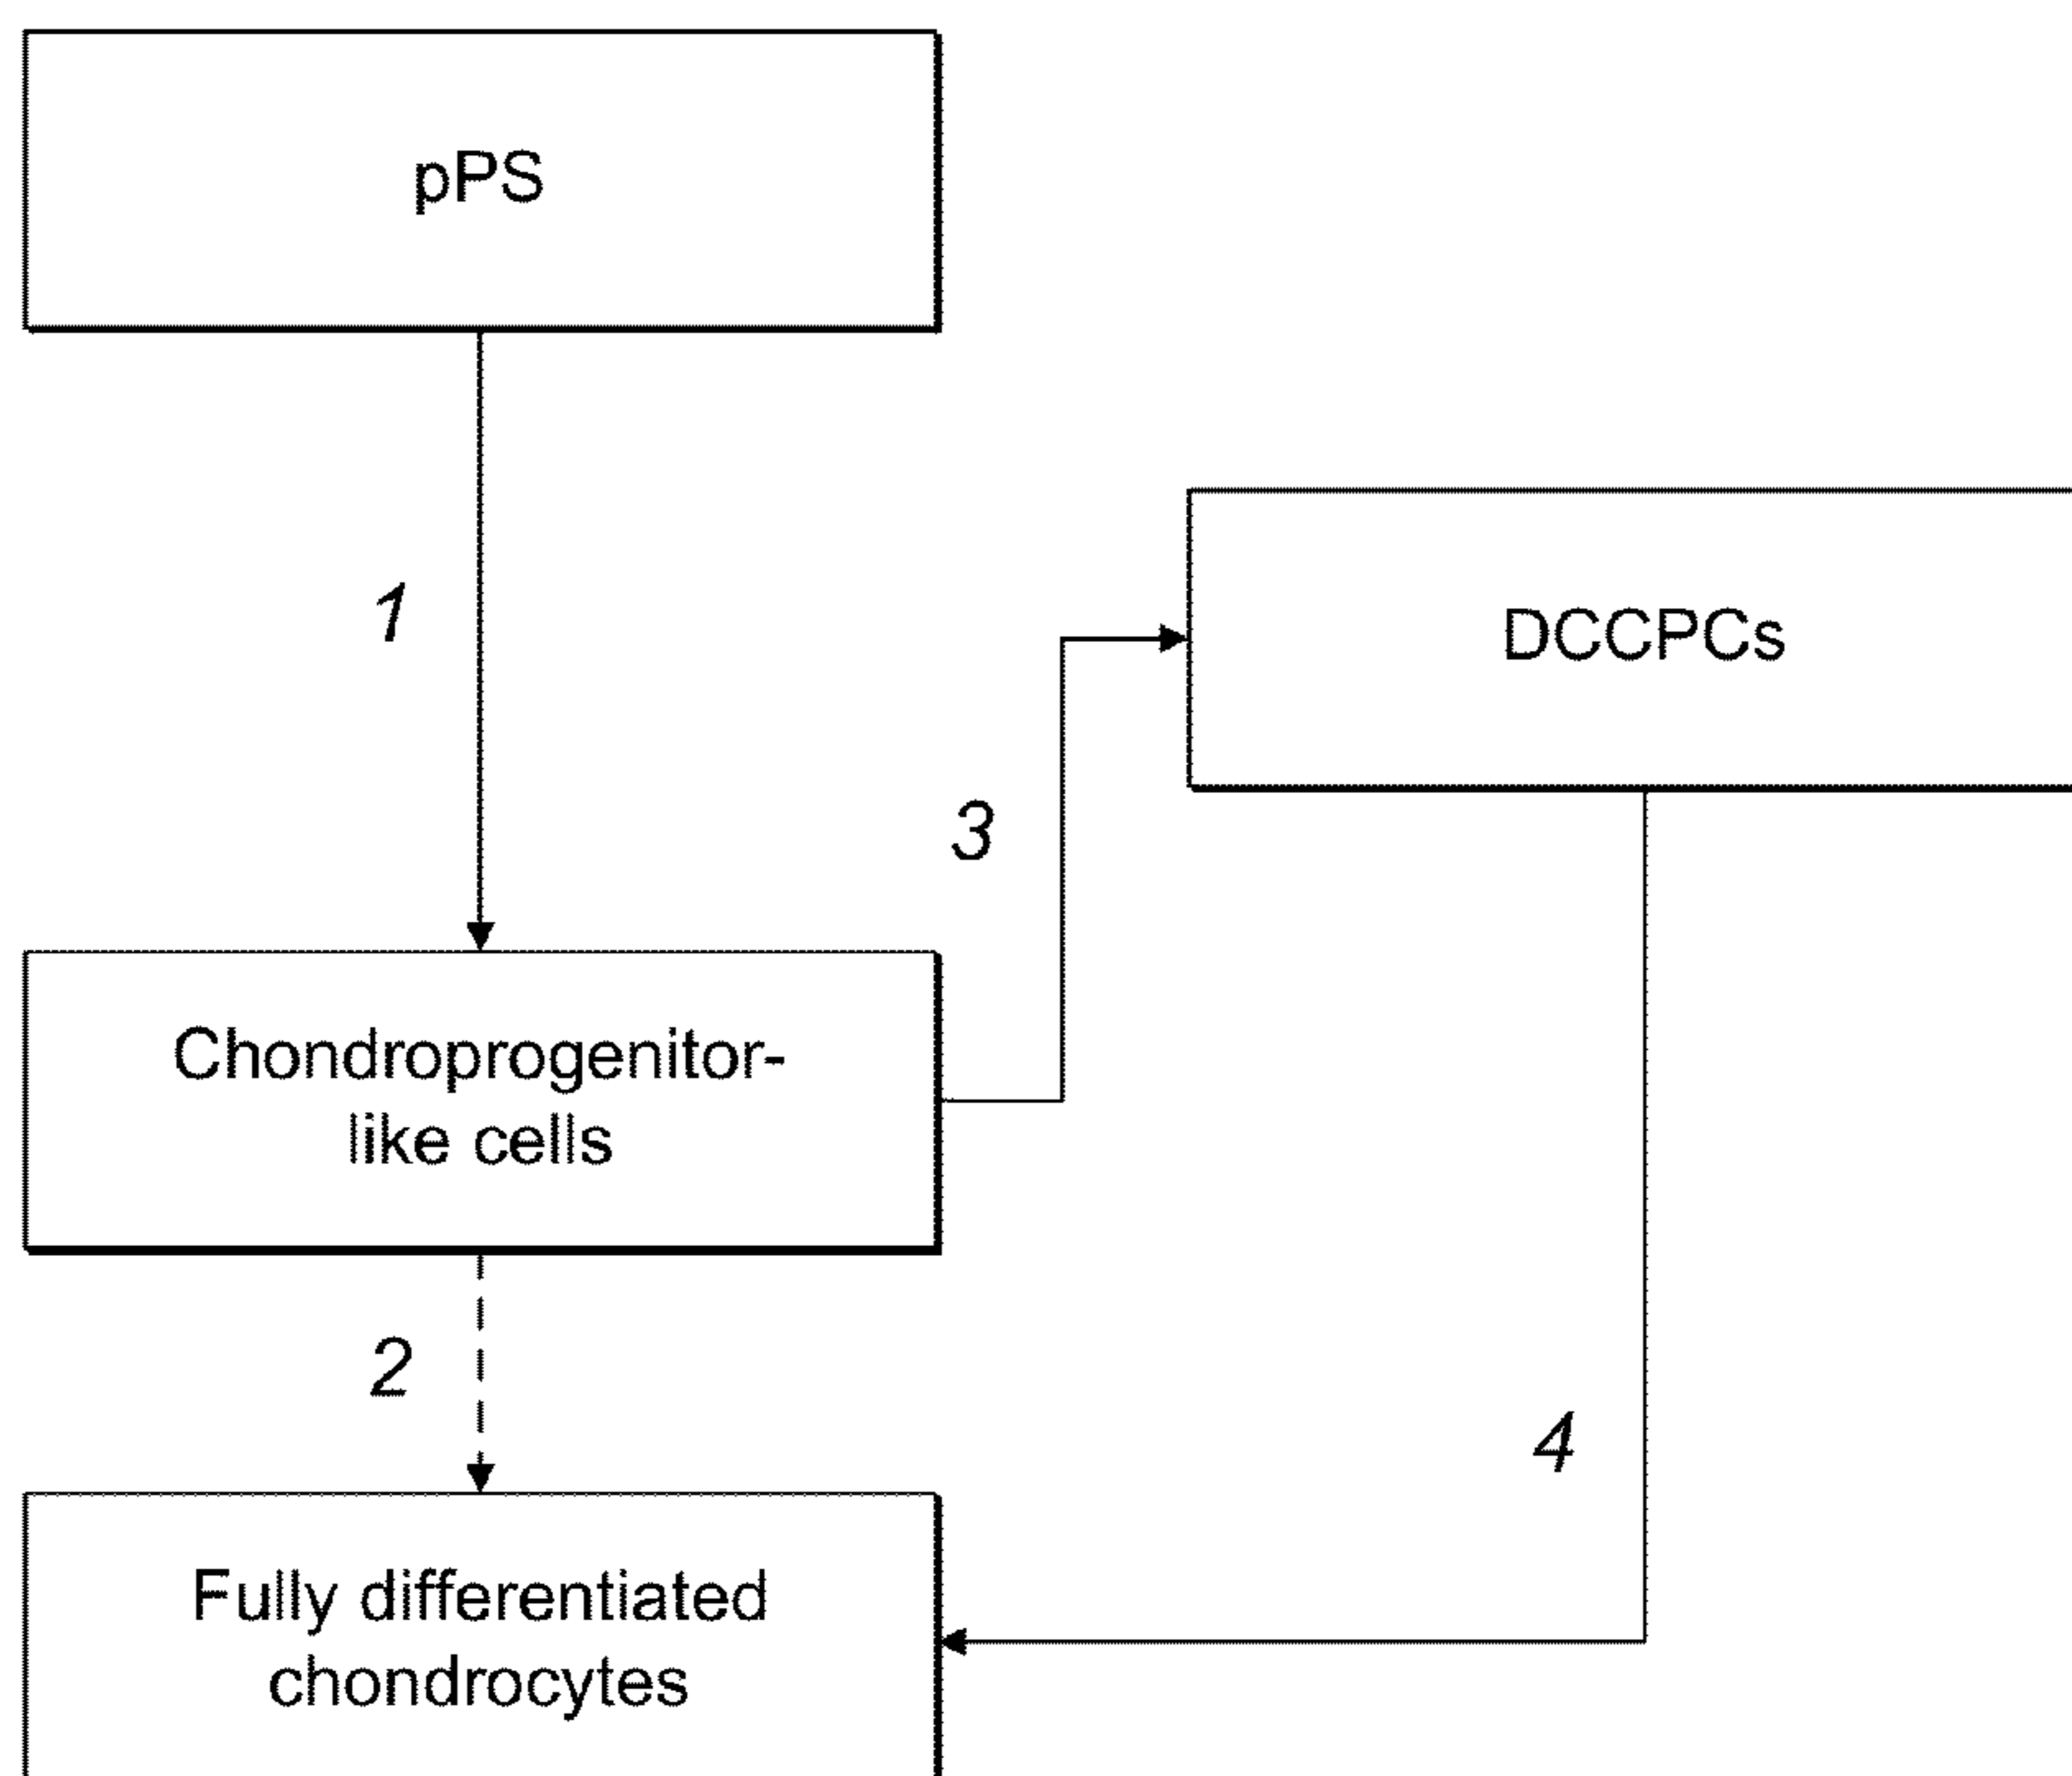 pPS
1
DCCPCs
3
Chondroprogenitor-
like cells
2
4
Fully differentiated
chondrocytes